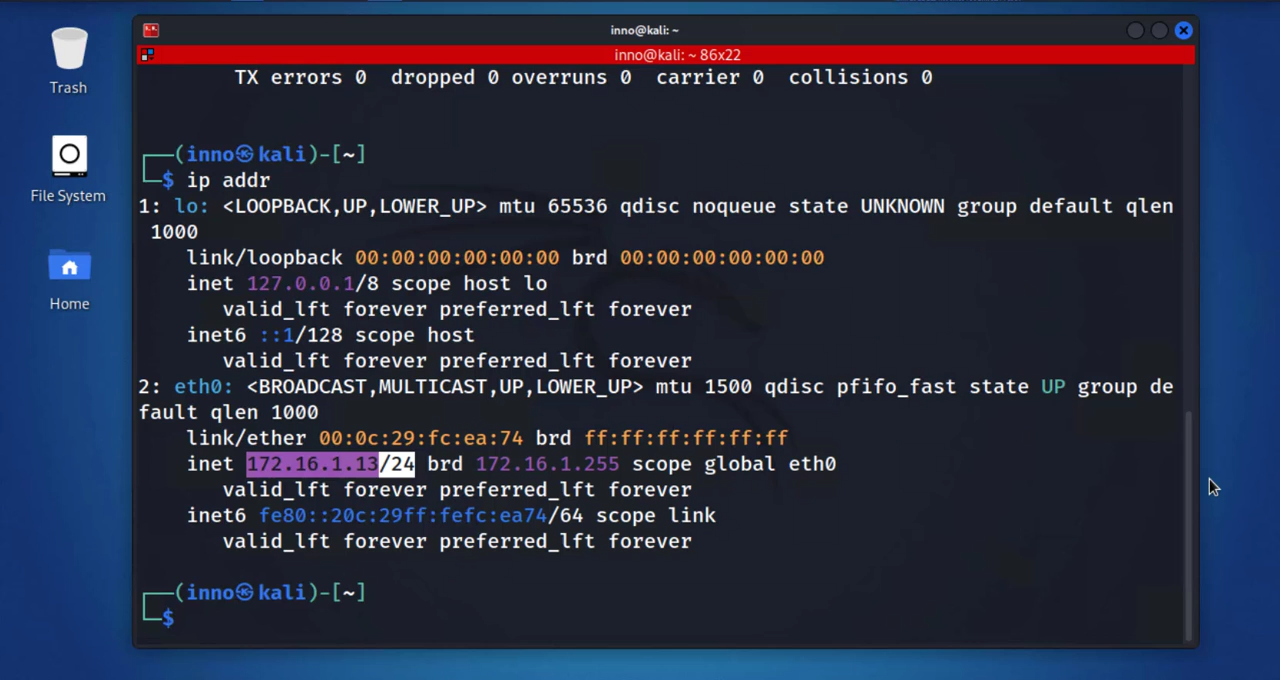 inno@kali: ~
inno@kali: ~ 86x22
Trash
File System
Home
TX errors 0  dropped 0 overruns 0  carrier 0  collisions 0
┌──(inno㉿kali)-[~]
└─$ ip addr
1: lo: <LOOPBACK,UP,LOWER_UP> mtu 65536 qdisc noqueue state UNKNOWN group default qlen
 1000
    link/loopback 00:00:00:00:00:00 brd 00:00:00:00:00:00
    inet 127.0.0.1/8 scope host lo
       valid_lft forever preferred_lft forever
    inet6 ::1/128 scope host
       valid_lft forever preferred_lft forever
2: eth0: <BROADCAST,MULTICAST,UP,LOWER_UP> mtu 1500 qdisc pfifo_fast state UP group de
fault qlen 1000
    link/ether 00:0c:29:fc:ea:74 brd ff:ff:ff:ff:ff:ff
    inet 172.16.1.13/24 brd 172.16.1.255 scope global eth0
       valid_lft forever preferred_lft forever
    inet6 fe80::20c:29ff:fefc:ea74/64 scope link
       valid_lft forever preferred_lft forever
┌──(inno㉿kali)-[~]
└─$